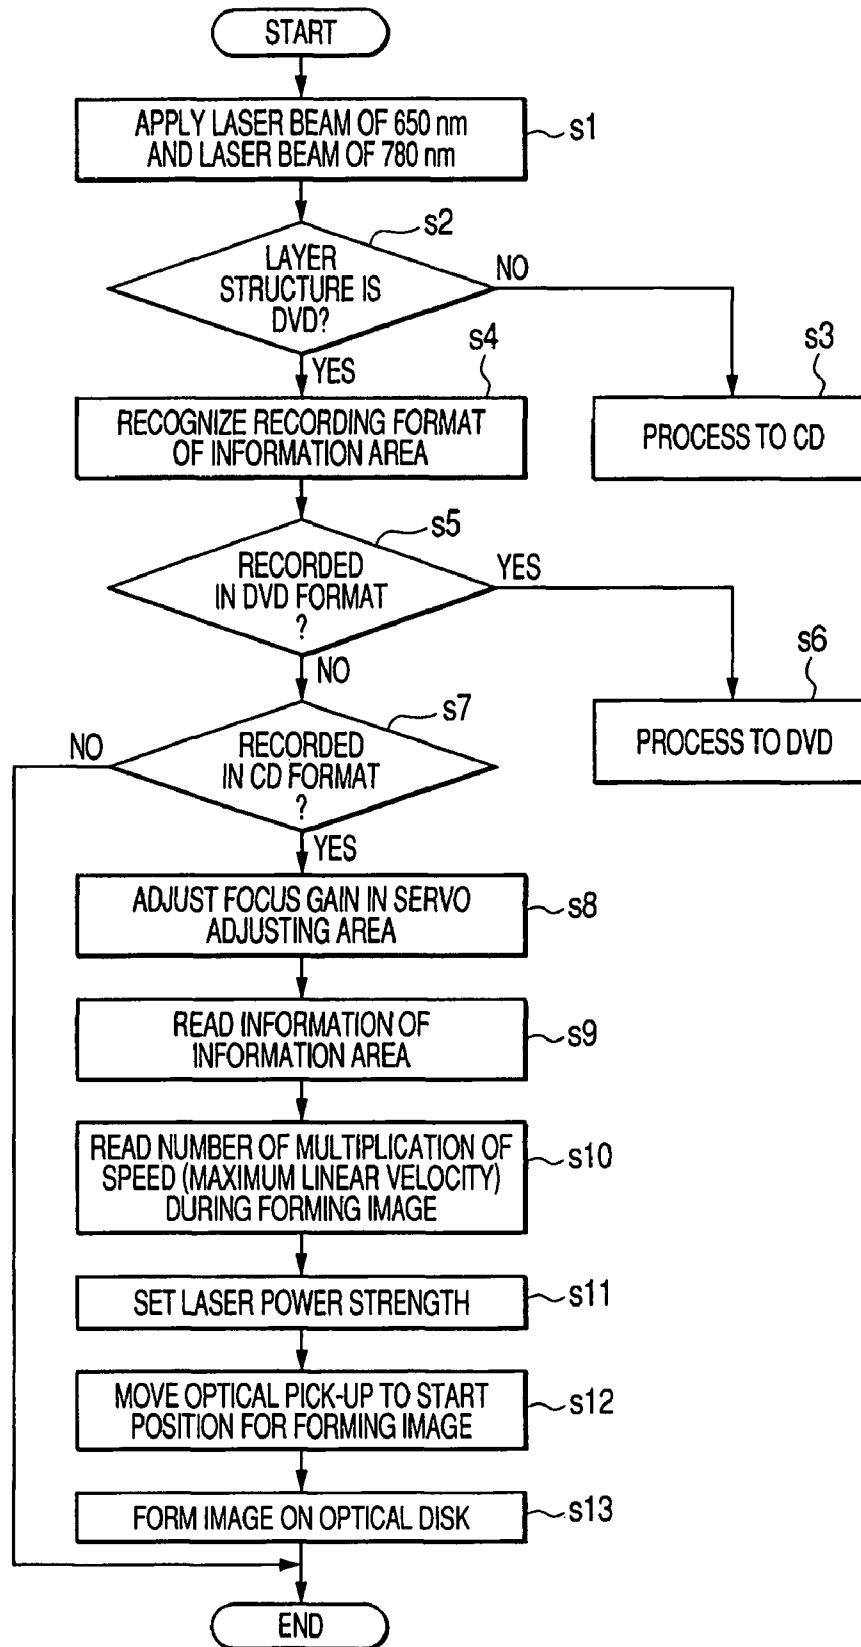 START
APPLY LASER BEAM OF 650 nm
AND LASER BEAM OF 780 nm
s1
s2
LAYER
STRUCTURE IS
DVD?
NO
YES
s4
s3
RECOGNIZE RECORDING FORMAT
OF INFORMATION AREA
PROCESS TO CD
s5
RECORDED
IN DVD FORMAT
?
YES
NO
s6
PROCESS TO DVD
s7
NO
RECORDED
IN CD FORMAT
?
YES
ADJUST FOCUS GAIN IN SERVO
ADJUSTING AREA
s8
READ INFORMATION OF
INFORMATION AREA
s9
READ NUMBER OF MULTIPLICATION OF
SPEED (MAXIMUM LINEAR VELOCITY)
DURING FORMING IMAGE
s10
SET LASER POWER STRENGTH
s11
MOVE OPTICAL PICK-UP TO START
POSITION FOR FORMING IMAGE
s12
FORM IMAGE ON OPTICAL DISK
s13
END